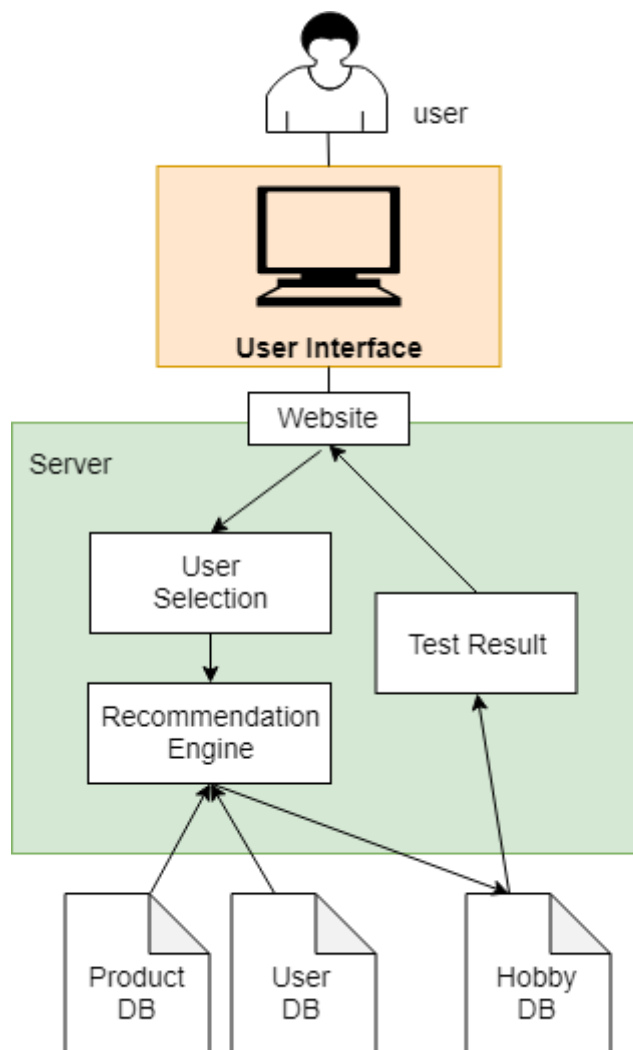 user
User Interface
Website
Server
User
Selection
Test Result
Recommendation
Engine
Product
DB
User
DB
Hobby
DB